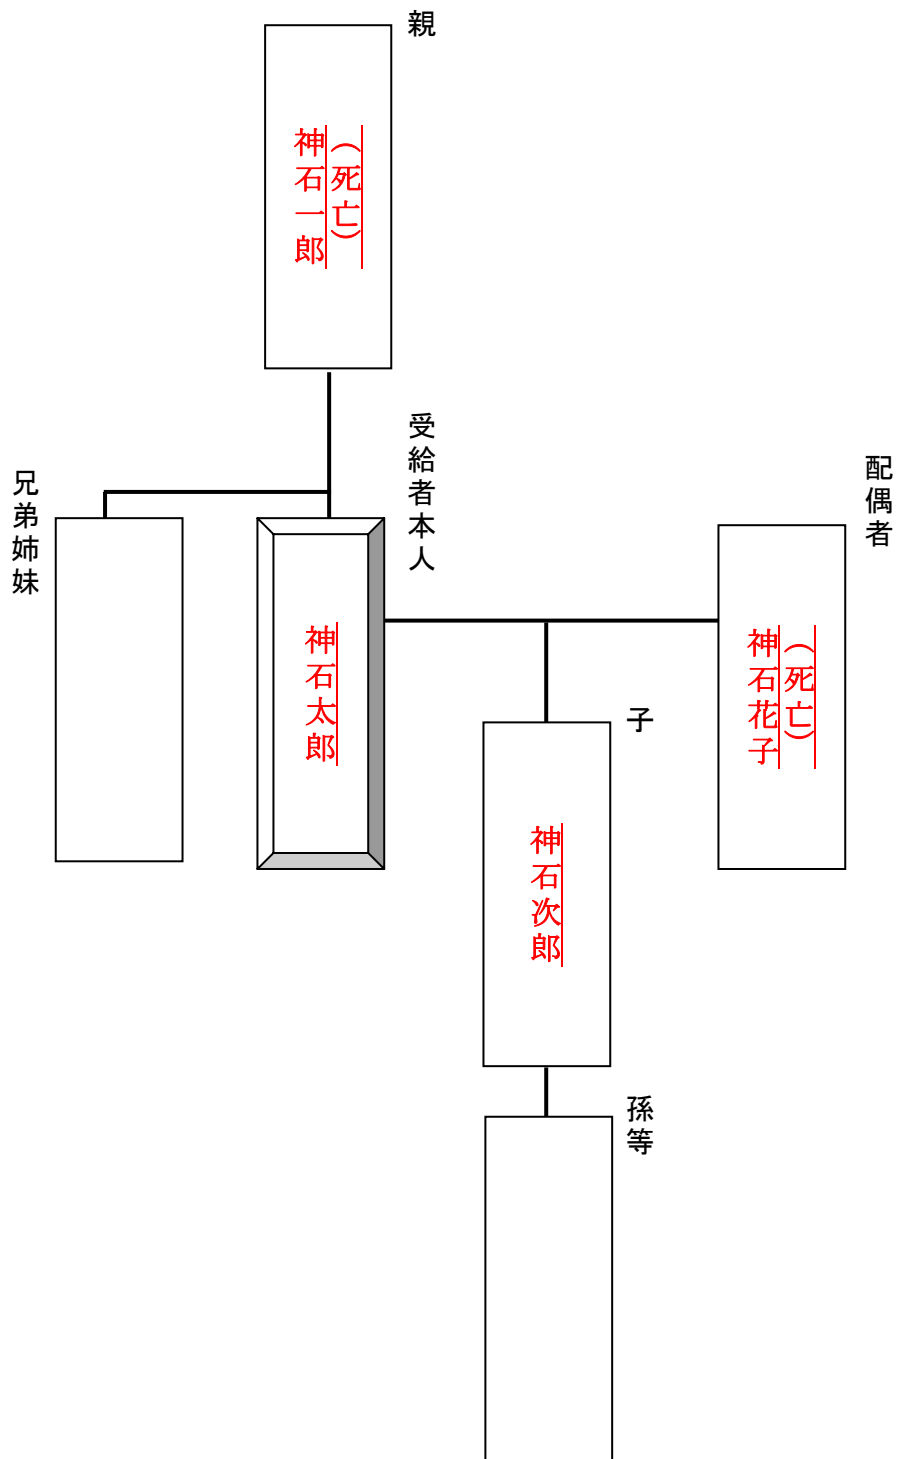 親
（死亡）
神石一郎
受給者本人
神石太郎
兄弟姉妹
配偶者
（死亡）
神石花子
子
神石次郎
孫等